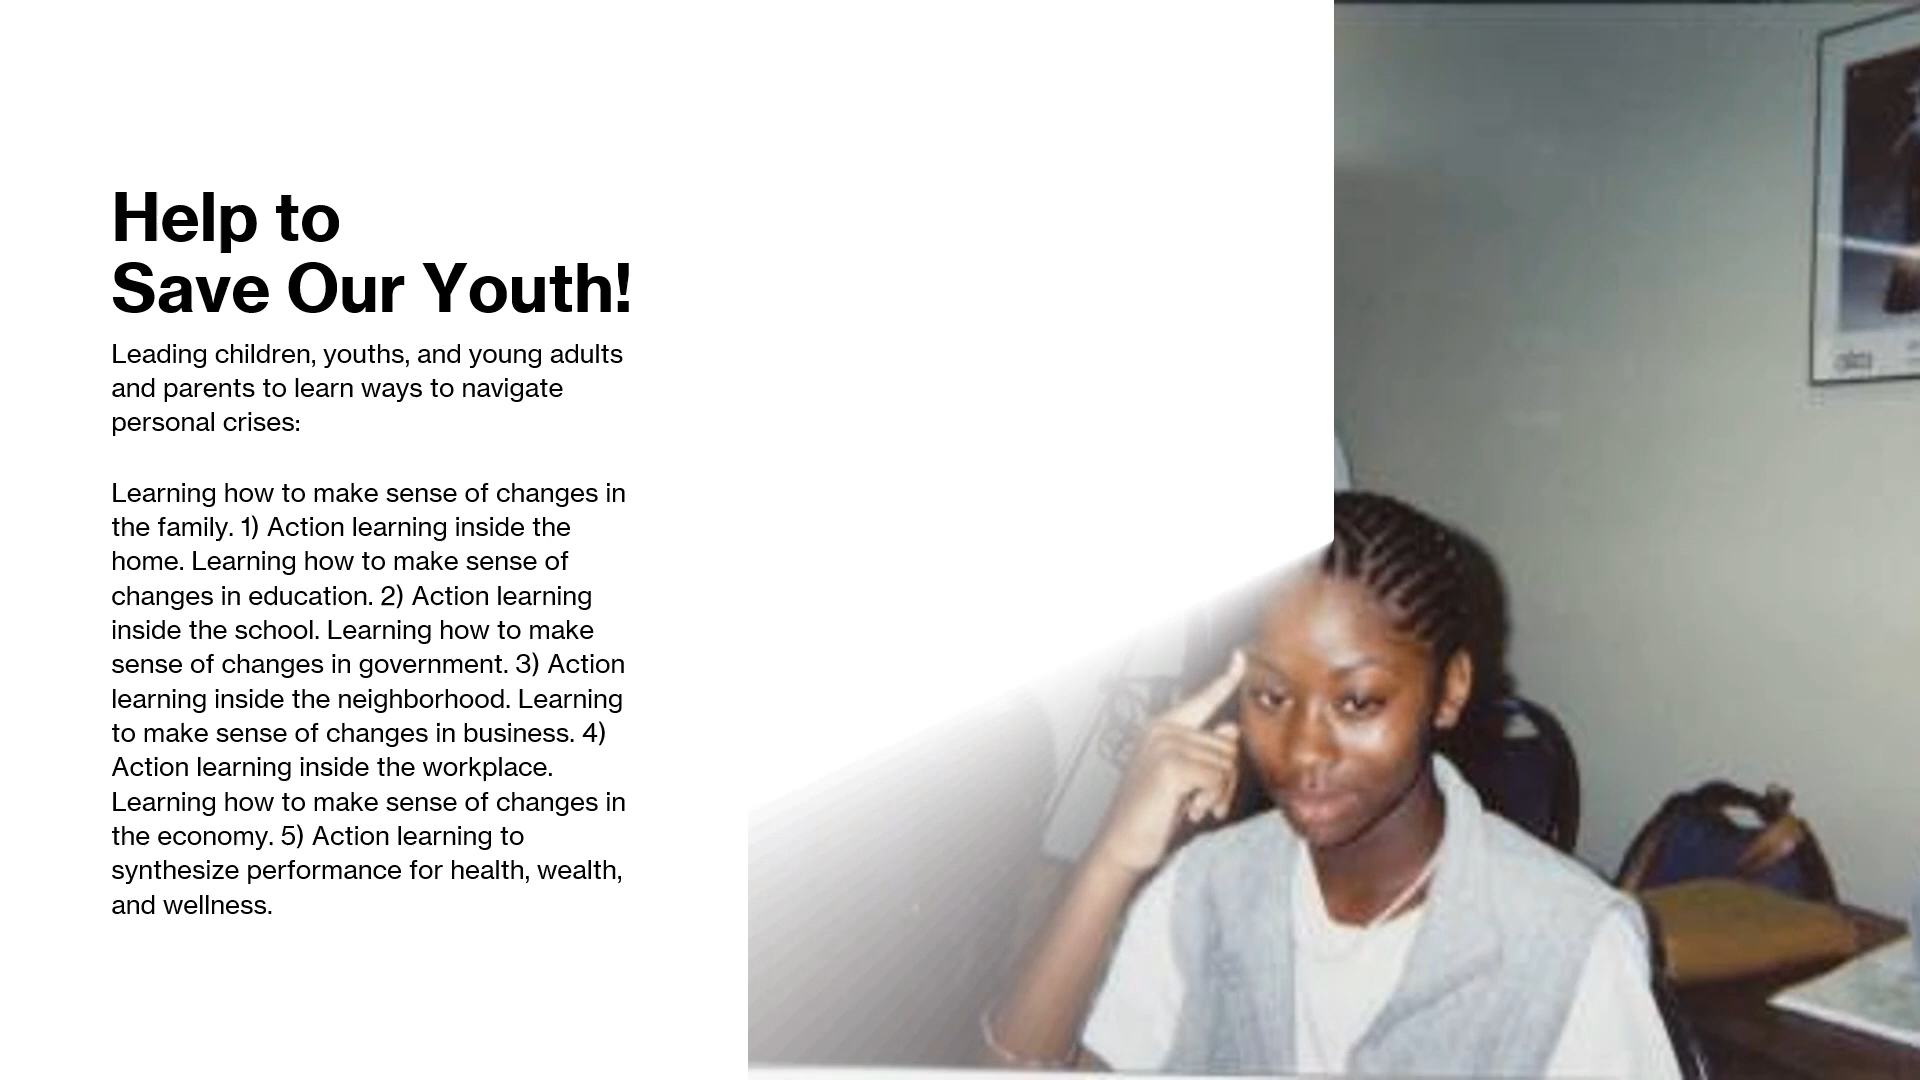 Help to
Save Our Youth!
Leading children, youths, and young adults
and parents to learn ways to navigate
personal crises:
Learning how to make sense of changes in
the family. 1) Action learning inside the
home. Learning how to make sense of
changes in education. 2) Action learning
inside the school. Learning how to make
sense of changes in government. 3) Action
learning inside the neighborhood. Learning
to make sense of changes in business. 4)
Action learning inside the workplace.
Learning how to make sense of changes in
the economy. 5) Action learning to
synthesize performance for health, wealth,
and wellness.